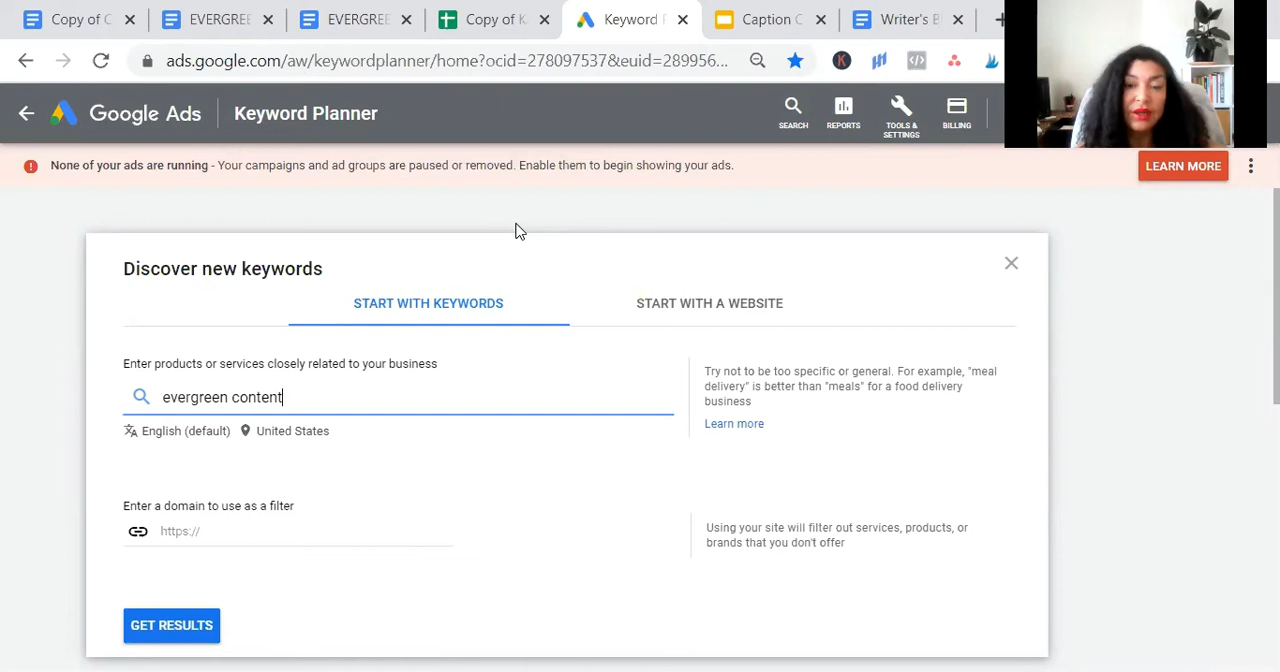 Copy of C
EVERGREE
EVERGREE
Copy of K
Keyword P
Caption C
Writer's B
ads.google.com/aw/keywordplanner/home?ocid=278097537&euid=289956...
Google Ads
Keyword Planner
SEARCH
REPORTS
TOOLS &
SETTINGS
BILLING
None of your ads are running - Your campaigns and ad groups are paused or removed. Enable them to begin showing your ads.
LEARN MORE
Discover new keywords
START WITH KEYWORDS
START WITH A WEBSITE
Enter products or services closely related to your business
evergreen content
English (default)
United States
Try not to be too specific or general. For example, "meal
delivery" is better than "meals" for a food delivery
business
Learn more
Enter a domain to use as a filter
https://
Using your site will filter out services, products, or
brands that you don't offer
GET RESULTS